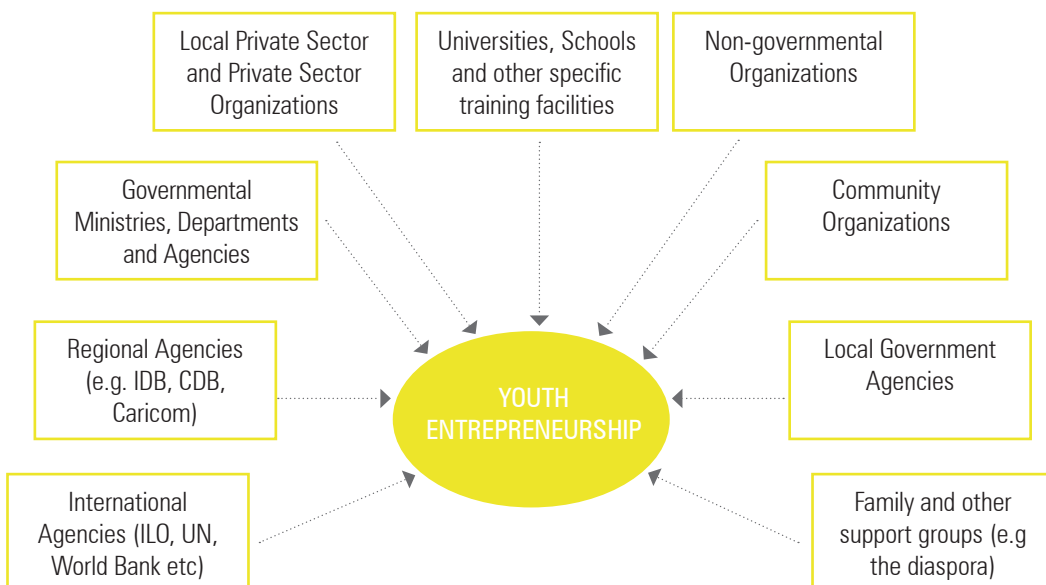 Local Private Sector
and Private Sector
Organizations
Universities, Schools
and other specific
training facilities
Non-governmental
Organizations
Governmental
Ministries, Departments
and Agencies
Community
Organizations
Regional Agencies
(e.g. IDB, CDB,
Caricom)
YOUTH
ENTREPRENEURSHIP
Local Government
Agencies
International
Agencies (ILO, UN,
World Bank etc)
Family and other
support groups (e.g
the diaspora)